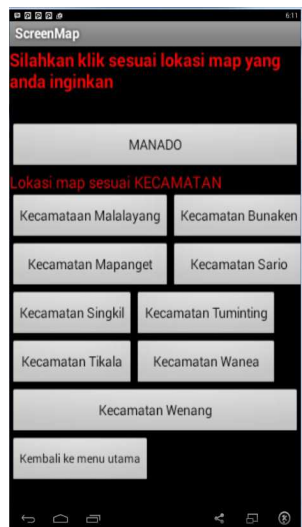 6:11
ScreenMap
Silahkan klik sesuai lokasi map yang
anda inginkan
MANADO
Lokasi map sesuai KECAMATAN
Kecamataan Malalayang
Kecamatan Bunaken
Kecamatan Mapanget
Kecamatan Sario
Kecamatan Singkil
Kecamatan Tuminting
Kecamatan Tikala
Kecamatan Wanea
Kecamatan Wenang
Kembali ke menu utama